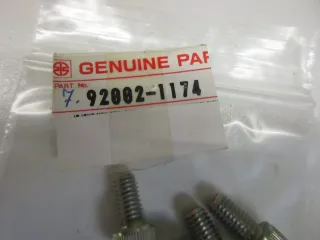 GENUINE PAR
PART No.
7. 92002-1174